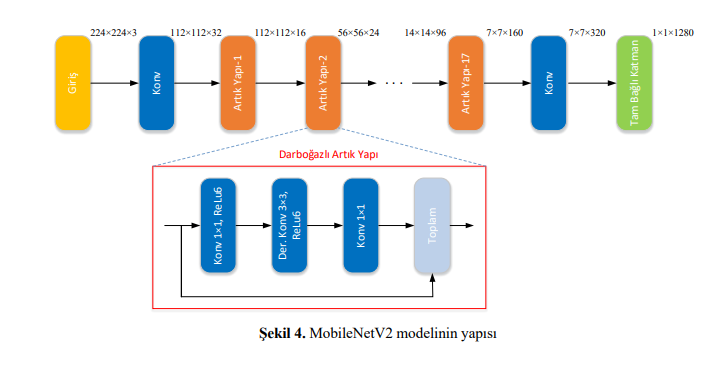 224×224×3
112×112×32
112×112×16
56×56×24
14×14×96
7×7×160
7×7×320
1×1×1280
Giriş
Konv
Artık Yapı-1
Artık Yapı-2
. . .
Artık Yapı-17
Konv
Tam Bağlı Katman
Darboğazlı Artık Yapı
Konv 1×1, ReLu6
Der. Konv 3×3,
ReLu6
Konv 1×1
Toplam
Şekil 4. MobileNetV2 modelinin yapısı